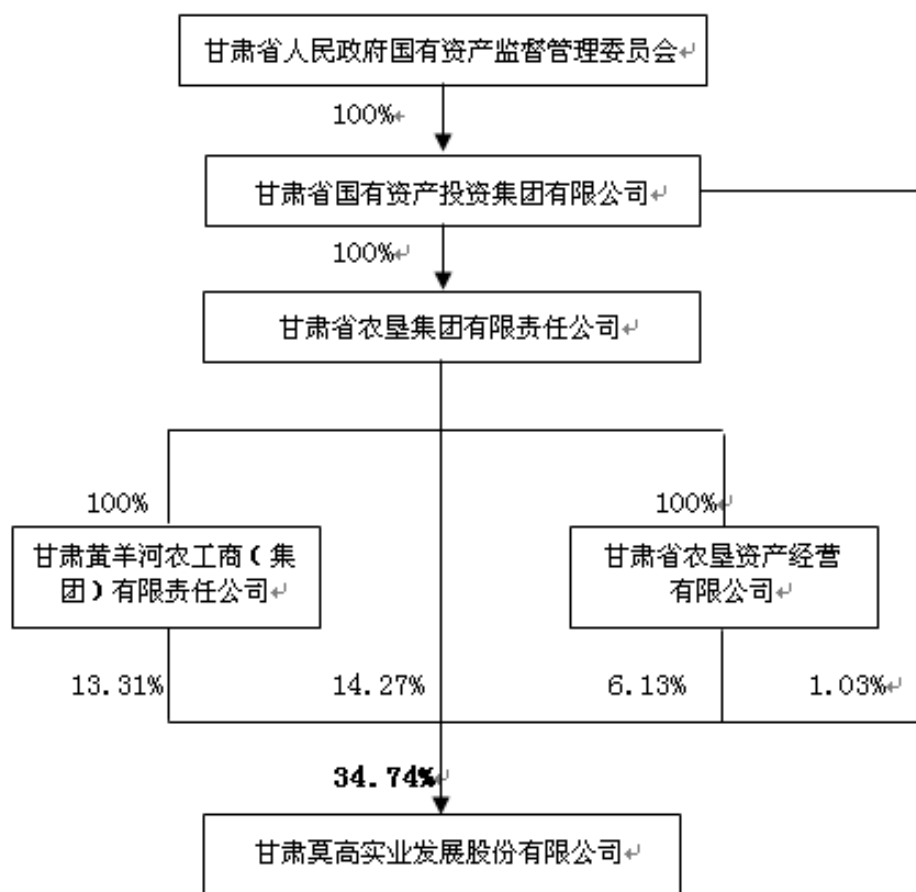 甘肃省人民政府国有资产监督管理委员会
100%
甘肃省国有资产投资集团有限公司
100%
甘肃省农垦集团有限责任公司
100%
100%
甘肃黄羊河农工商（集
团）有限责任公司
甘肃省农垦资产经营
有限公司
13.31%
14.27%
6.13%
1.03%
34.74%
甘肃莫高实业发展股份有限公司